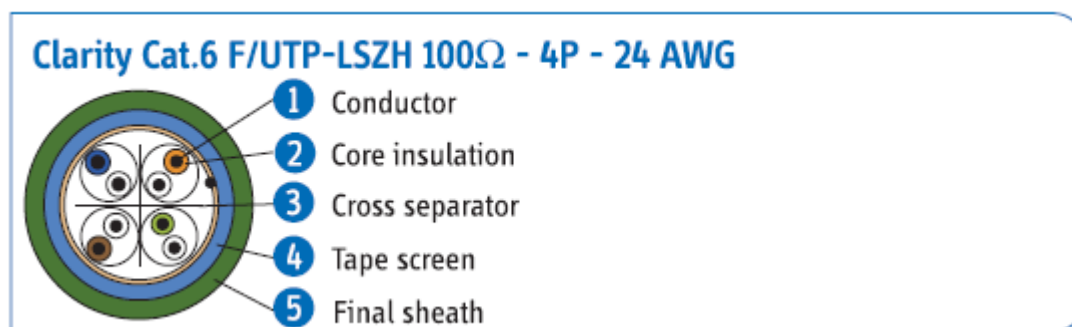 Clarity Cat.6 F/UTP-LSZH 100Ω - 4P - 24 AWG
1 Conductor
2 Core insulation
3 Cross separator
4 Tape screen
5 Final sheath